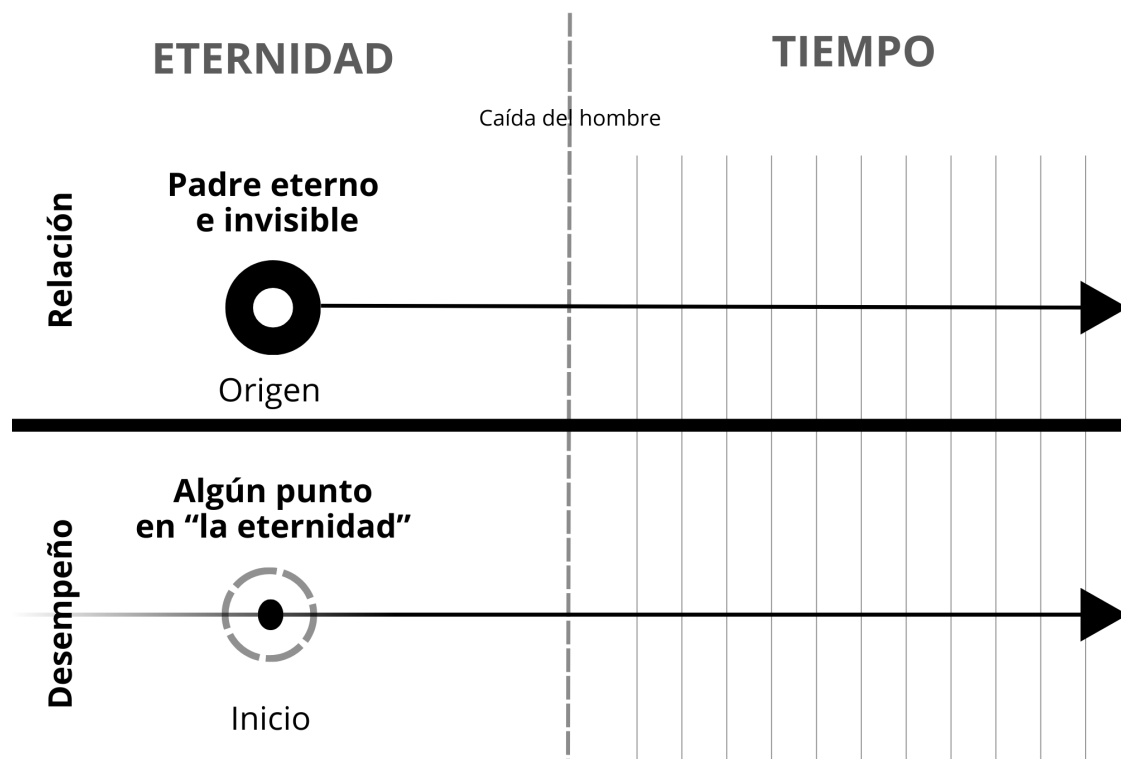 ETERNIDAD
TIEMPO
Caída del hombre
Relación
Padre eterno
e invisible
Origen
Desempeño
Algún punto
en “la eternidad”
Inicio